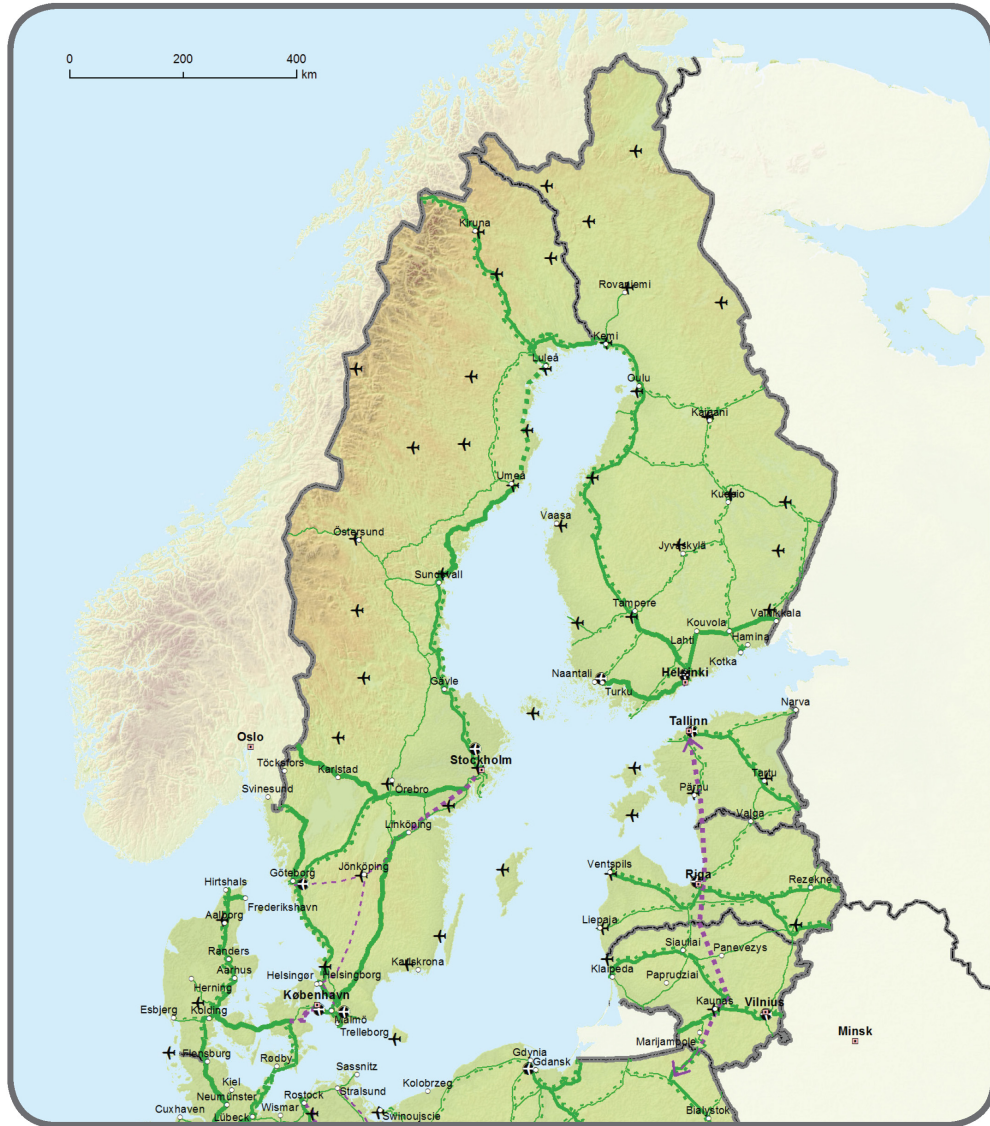 0 200 400
km
Kiruna
Rovaniemi
Kemi
Luleå
Oulu
Kajaani
Umeå
Kuopio
Vaasa
Östersund
Jyväskylä
Sundsvall
Tampere
Vainikkala
Kouvola
Lahti
Hamina
Kotka
Naantali
Helsinki
Gävle
Turku
Narva
Tallinn
Oslo
Stockholm
Töcksfors
Karlstad
Tartu
Svinesund
Örebro
Pärnu
Valga
Linköping
Ventspils
Jönköping
Göteborg
Riga
Rezekne
Hirtshals
Frederikshavn
Aalborg
Liepaja
Siauliai
Panevezys
Randers
Karlskrona
Klaipeda
Aarhus
Helsingør
Helsingborg
Paprudziai
Herning
København
Kaunas
Vilnius
Esbjerg
Kolding
Malmö
Minsk
Trelleborg
Marijampole
Gdynia
Gdansk
Flensburg
Rødby
Sassnitz
Kiel
Kolobrzeg
Neumünster
Rostock
Stralsund
Cuxhaven
Wismar
Lübeck
Swinoujscie
Bialystok